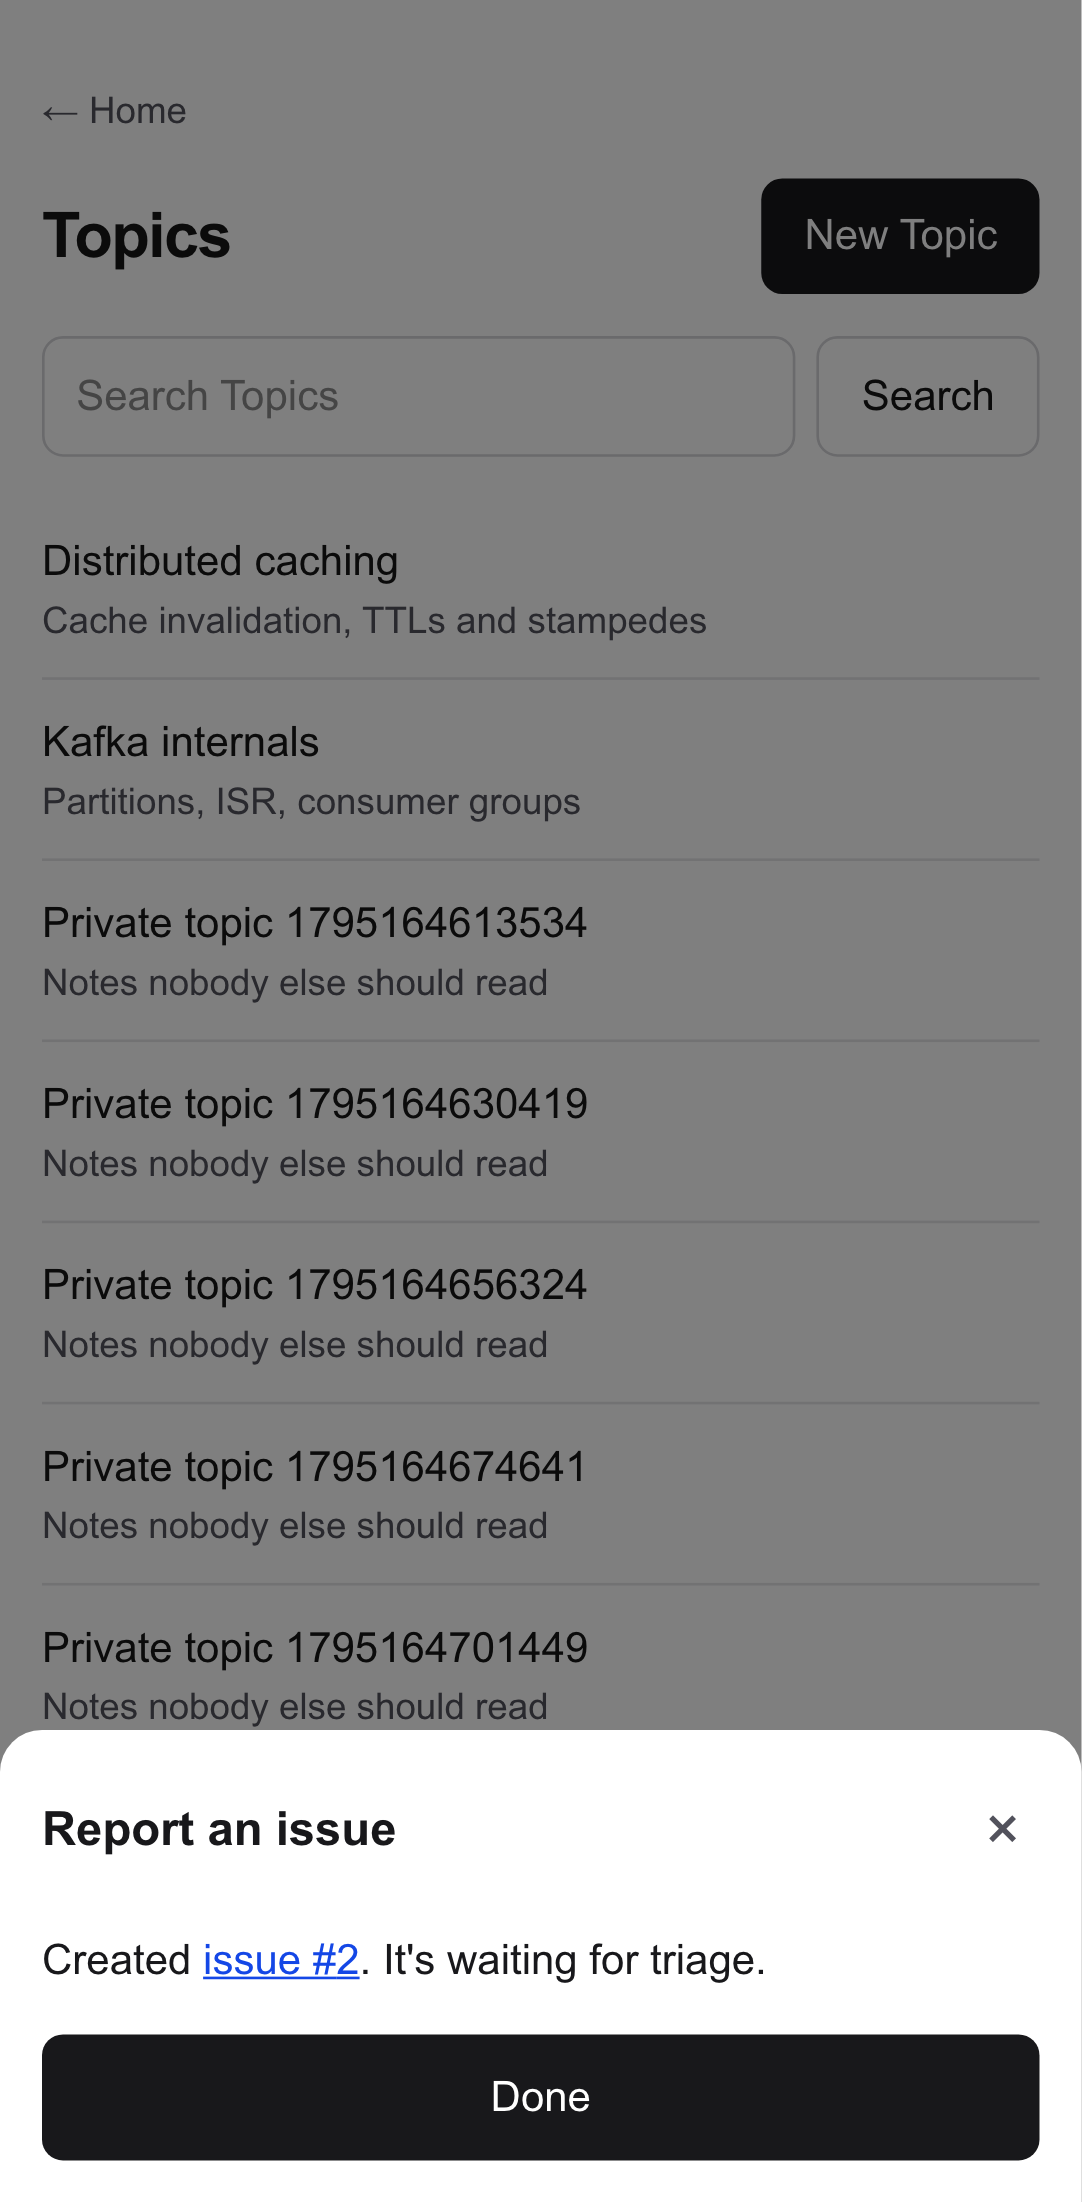 ← Home
Topics
New Topic
Search Topics
Search
Distributed caching
Cache invalidation, TTLs and stampedes
Kafka internals
Partitions, ISR, consumer groups
Private topic 1795164613534
Notes nobody else should read
Private topic 1795164630419
Notes nobody else should read
Private topic 1795164656324
Notes nobody else should read
Private topic 1795164674641
Notes nobody else should read
Private topic 1795164701449
Notes nobody else should read
Report an issue
×
Created issue #2. It's waiting for triage.
Done